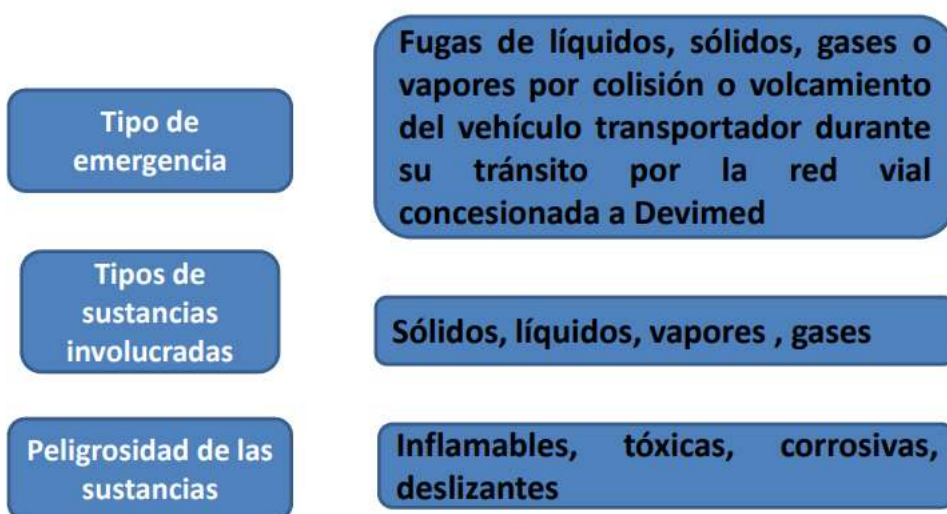 Tipo de
emergencia
Fugas de líquidos, sólidos, gases o
vapores por colisión o volcamiento
del vehículo transportador durante
su tránsito por la red vial
concesionada a Devimed
Tipos de
sustancias
involucradas
Sólidos, líquidos, vapores , gases
Peligrosidad de las
sustancias
Inflamables, tóxicas, corrosivas,
deslizantes